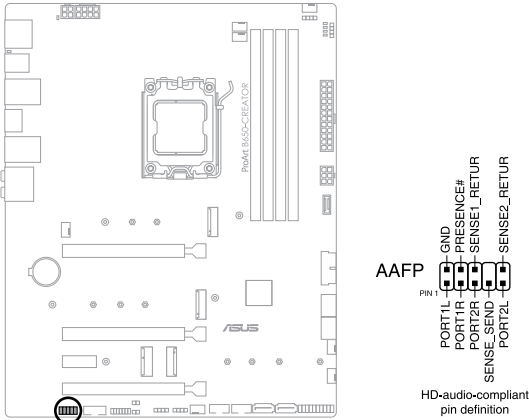 ProArt B650-CREATOR
ASUS
AAFP
PIN 1
GND
PRESENCE#
SENSE1_RETUR
SENSE2_RETUR
PORT1L
PORT1R
PORT2R
SENSE_SEND
PORT2L
HD-audio-compliant
pin definition